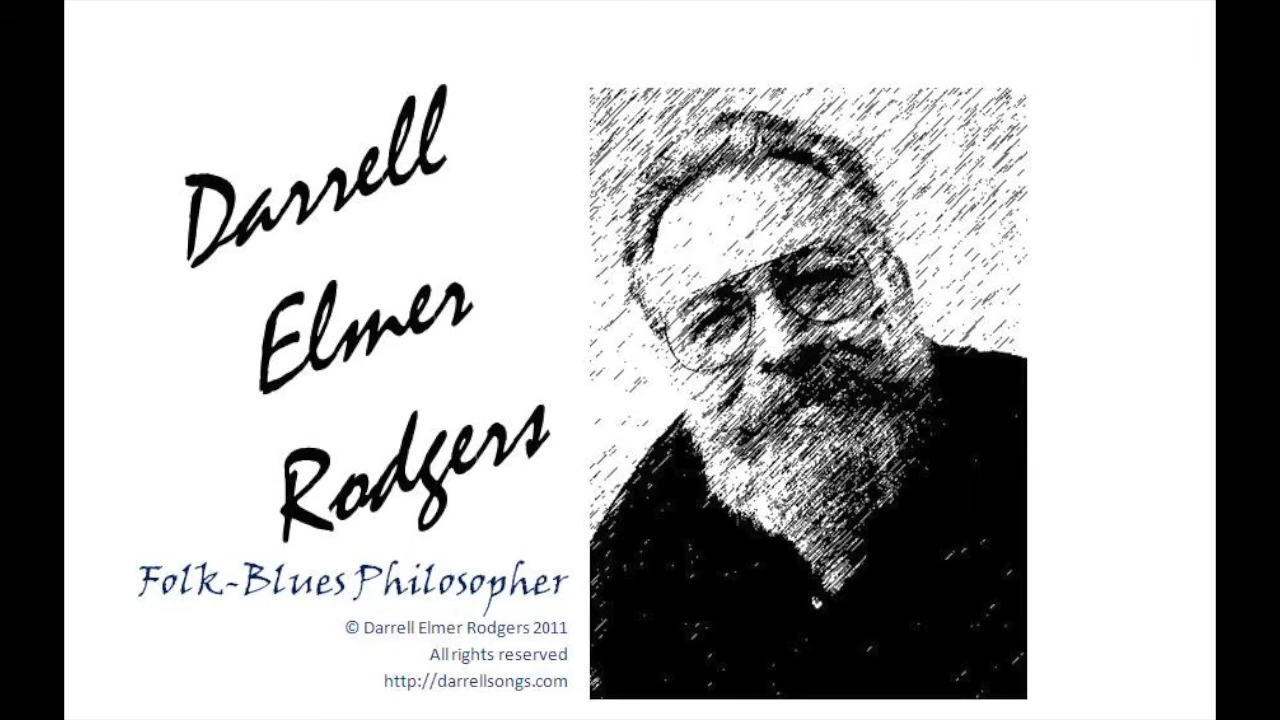 Darrell
Elmer
Rodgers
Folk-Blues Philosopher
© Darrell Elmer Rodgers 2011
All rights reserved
http://darrellsongs.com